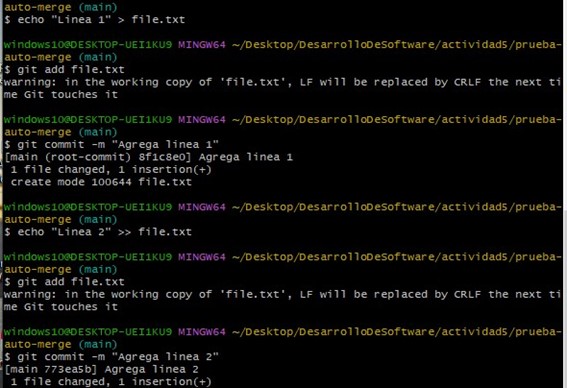 auto-merge (main)
$ echo "Linea 1" > file.txt
windows10@DESKTOP-UEI1KU9 MINGW64 ~/Desktop/DesarrolloDeSoftware/actividad5/prueba-
auto-merge (main)
$ git add file.txt
warning: in the working copy of 'file.txt', LF will be replaced by CRLF the next ti
me Git touches it
windows10@DESKTOP-UEI1KU9 MINGW64 ~/Desktop/DesarrolloDeSoftware/actividad5/prueba-
auto-merge (main)
$ git commit -m "Agrega linea 1"
[main (root-commit) 8f1c8e0] Agrega linea 1
 1 file changed, 1 insertion(+)
 create mode 100644 file.txt
windows10@DESKTOP-UEI1KU9 MINGW64 ~/Desktop/DesarrolloDeSoftware/actividad5/prueba-
auto-merge (main)
$ echo "Linea 2" >> file.txt
windows10@DESKTOP-UEI1KU9 MINGW64 ~/Desktop/DesarrolloDeSoftware/actividad5/prueba-
auto-merge (main)
$ git add file.txt
warning: in the working copy of 'file.txt', LF will be replaced by CRLF the next ti
me Git touches it
windows10@DESKTOP-UEI1KU9 MINGW64 ~/Desktop/DesarrolloDeSoftware/actividad5/prueba-
auto-merge (main)
$ git commit -m "Agrega linea 2"
[main 773ea5b] Agrega linea 2
 1 file changed, 1 insertion(+)